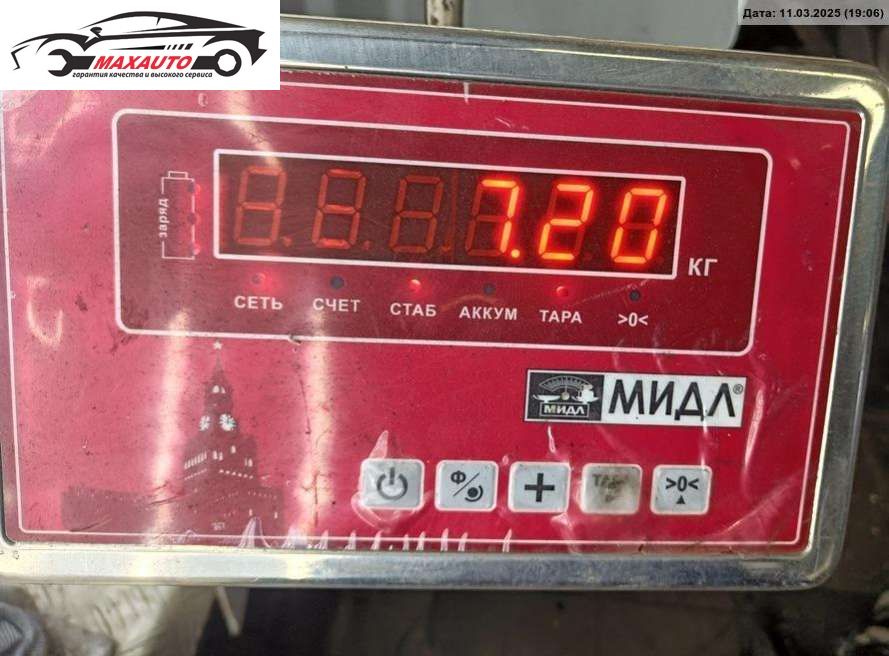 Дата: 11.03.2025 (19:06)
MAXAUTO
гарантия качества и высокого сервиса
заряд
7.20
КГ
СЕТЬ СЧЕТ СТАБ АККУМ ТАРА >0<
МИДЛ МИДЛ®
Ф + >0<